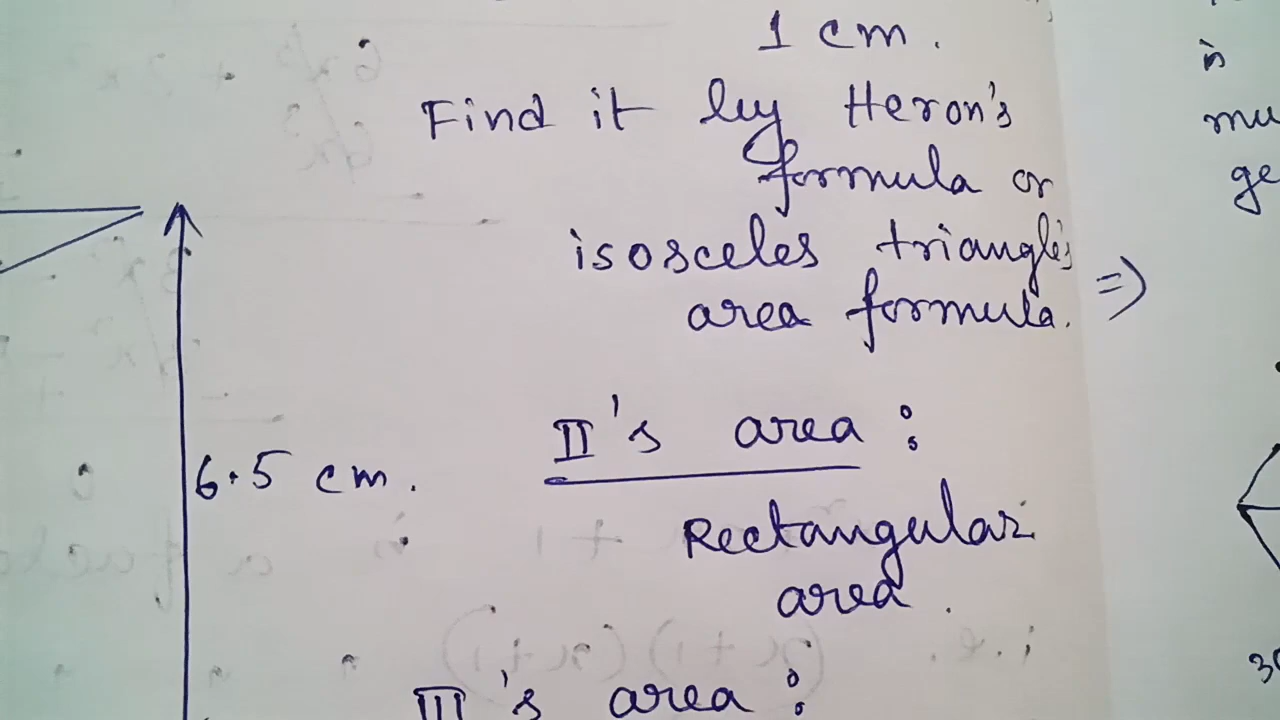 1 cm.
Find it by Heron's
formula or
isosceles triangle's
area formula. ⇒
6.5 cm.
II's area :
Rectangular
area.
III's area :